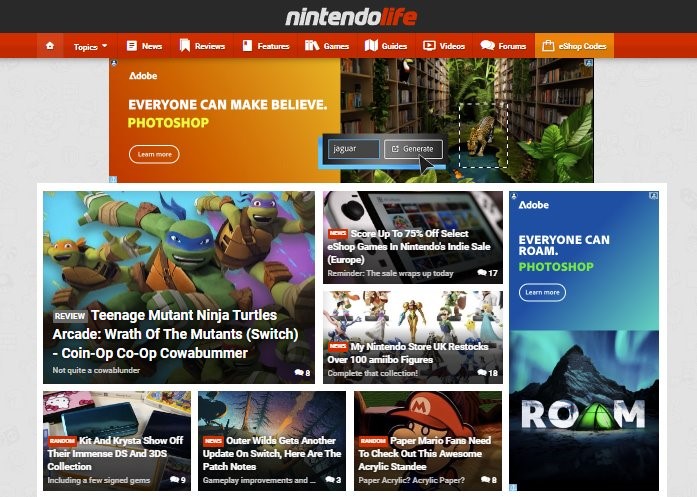 nintendolife
Topics
News
Reviews
Features
Games
Guides
Videos
Forums
eShop Codes
Adobe
EVERYONE CAN MAKE BELIEVE.
PHOTOSHOP
Learn more
jaguar
Generate
REVIEW Teenage Mutant Ninja Turtles
Arcade: Wrath Of The Mutants (Switch)
- Coin-Op Co-Op Cowabummer
Not quite a cowablunder
8
NEWS Score Up To 75% Off Select
eShop Games In Nintendo's Indie Sale
(Europe)
Reminder: The sale wraps up today
17
NEWS My Nintendo Store UK Restocks
Over 100 amiibo Figures
Complete that collection!
18
Adobe
EVERYONE CAN
ROAM.
PHOTOSHOP
Learn more
ROAM
RANDOM Kit And Krysta Show Off
Their Immense DS And 3DS
Collection
Including a few signed gems
9
NEWS Outer Wilds Gets Another
Update On Switch, Here Are The
Patch Notes
Gameplay improvements and ...
3
RANDOM Paper Mario Fans Need
To Check Out This Awesome
Acrylic Standee
Paper Acrylic? Acrylic Paper?
8